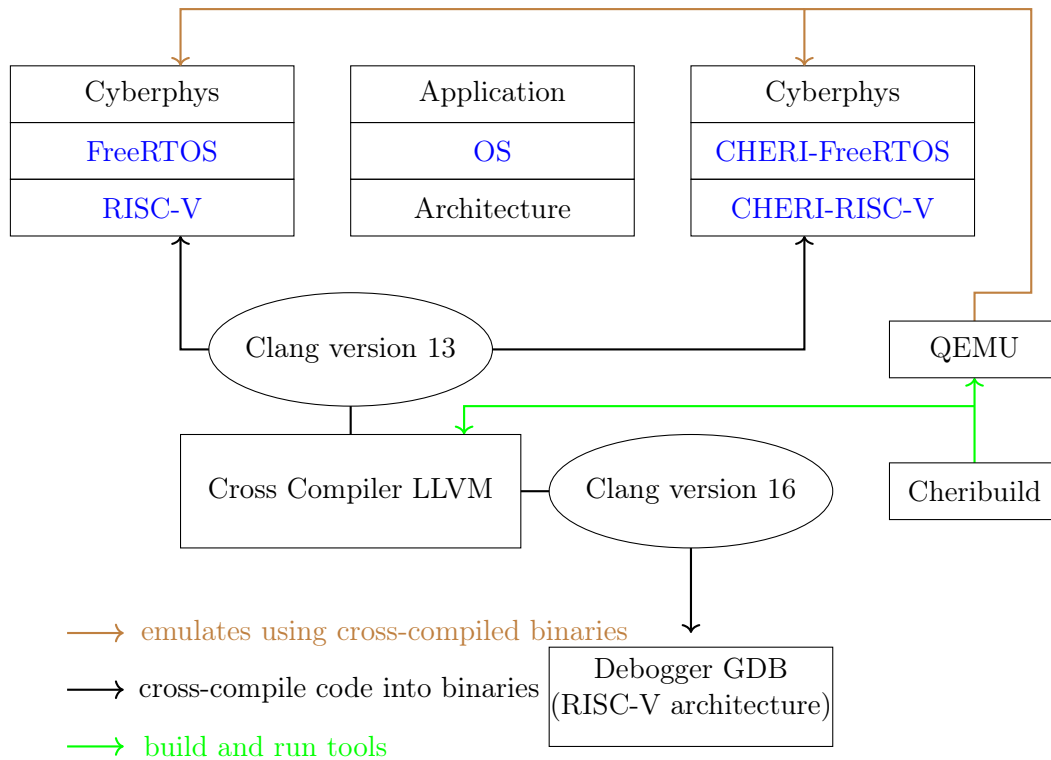 Cyberphys
Application
Cyberphys
FreeRTOS
OS
CHERI-FreeRTOS
RISC-V
Architecture
CHERI-RISC-V
Clang version 13
QEMU
Cross Compiler LLVM
Clang version 16
Cheribuild
emulates using cross-compiled binaries
cross-compile code into binaries
build and run tools
Debogger GDB
(RISC-V architecture)